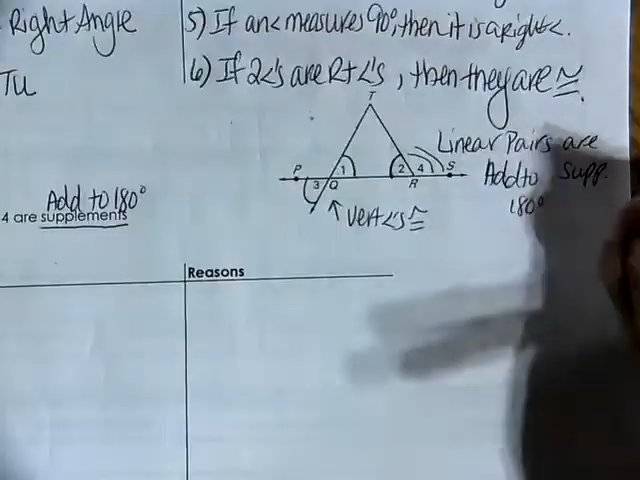 Right Angle
5) If an < measures 90°, then it is a right <.
TU
6) If 2 <'s are Rt <'s, then they are ≅.
T
Linear Pairs are
Add to Supp.
180°
P
3
Q
1
2
4
R
S
Vert <'s ≅
Add to 180°
4 are supplements
Reasons